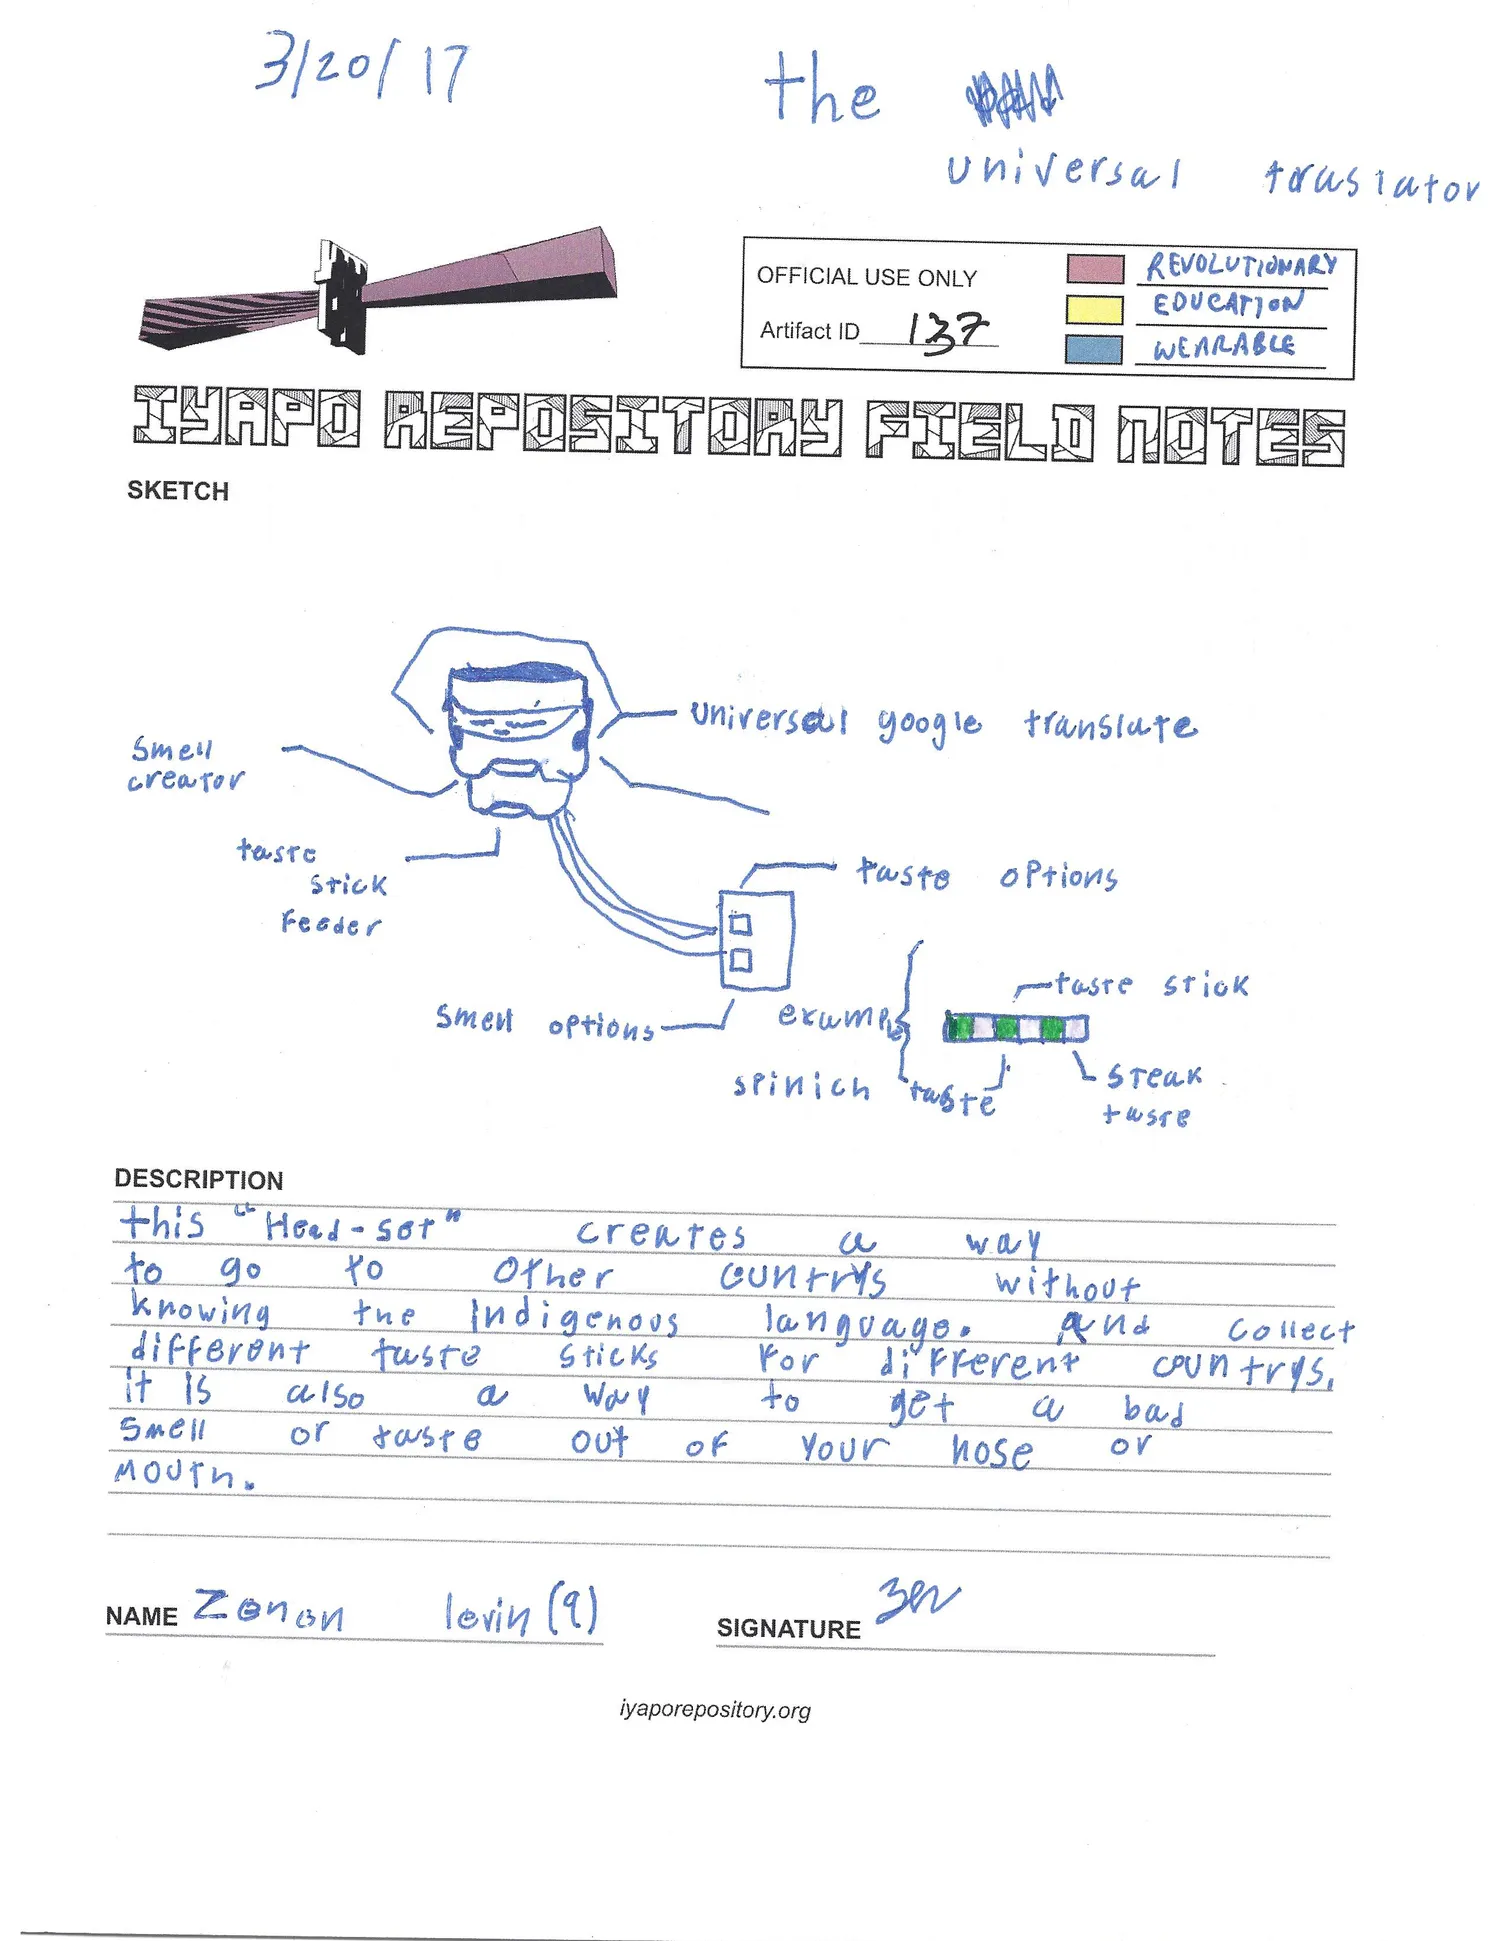 3/20/17
the
universal traslator
OFFICIAL USE ONLY
Artifact ID 137
REVOLUTIONARY
EDUCATION
WEARABLE
IYAPO REPOSITORY FIELD NOTES
SKETCH
universal google translate
smell
creator
taste
stick
feeder
taste options
smell options
example
taste stick
spinich taste
steak
taste
DESCRIPTION
this "Head-set" creates a way
to go to other countrys without
knowing the Indigenous language. And collect
different taste sticks for different countrys.
it is also a way to get a bad
smell or taste out of your nose or
mouth.
NAME Zenon levin (9)
SIGNATURE
iyaporepository.org